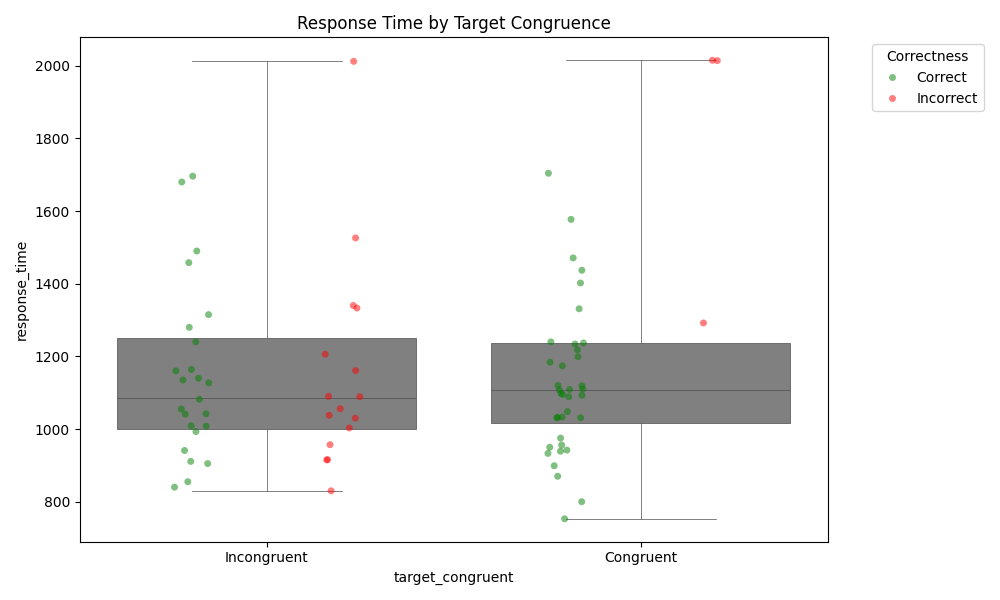 Response Time by Target Congruence
Correctness
Correct
Incorrect
response_time
2000
1800
1600
1400
1200
1000
800
Incongruent
Congruent
target_congruent